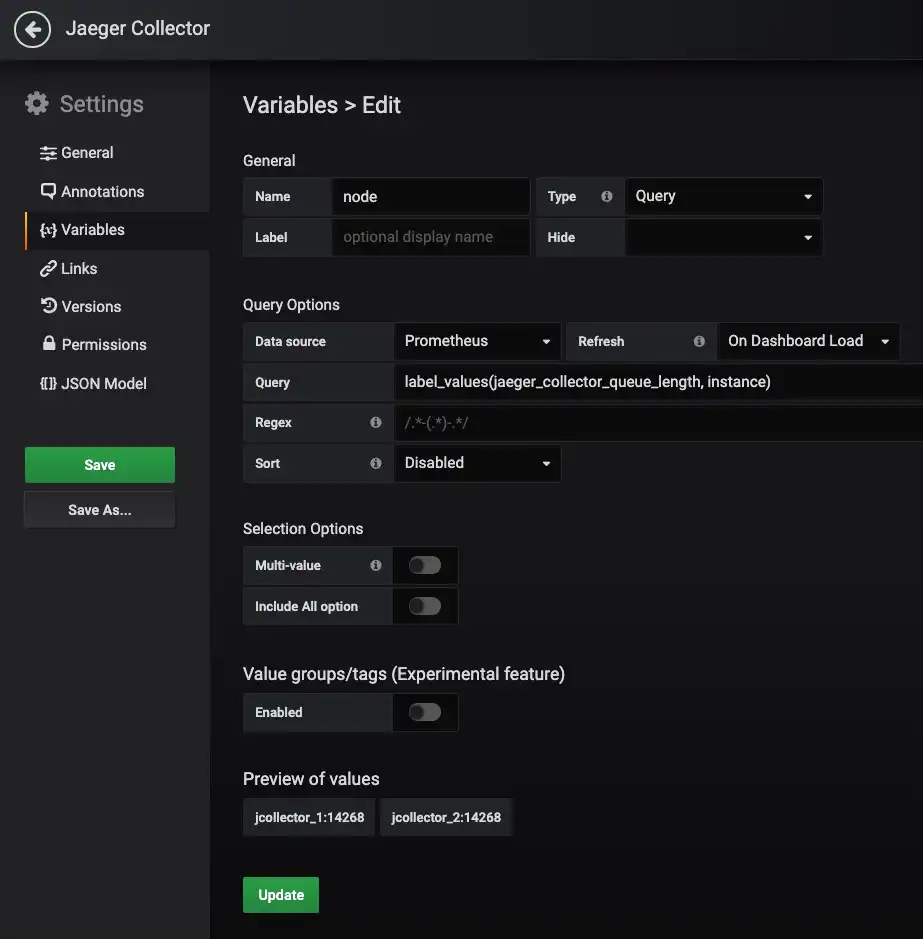 Jaeger Collector
Settings
General
Annotations
Variables
Links
Versions
Permissions
JSON Model
Save
Save As...
Variables > Edit
General
Name node Type Query
Label optional display name Hide
Query Options
Data source Prometheus Refresh On Dashboard Load
Query label_values(jaeger_collector_queue_length, instance)
Regex /.*-(.*)-.*/
Sort Disabled
Selection Options
Multi-value
Include All option
Value groups/tags (Experimental feature)
Enabled
Preview of values
jcollector_1:14268 jcollector_2:14268
Update